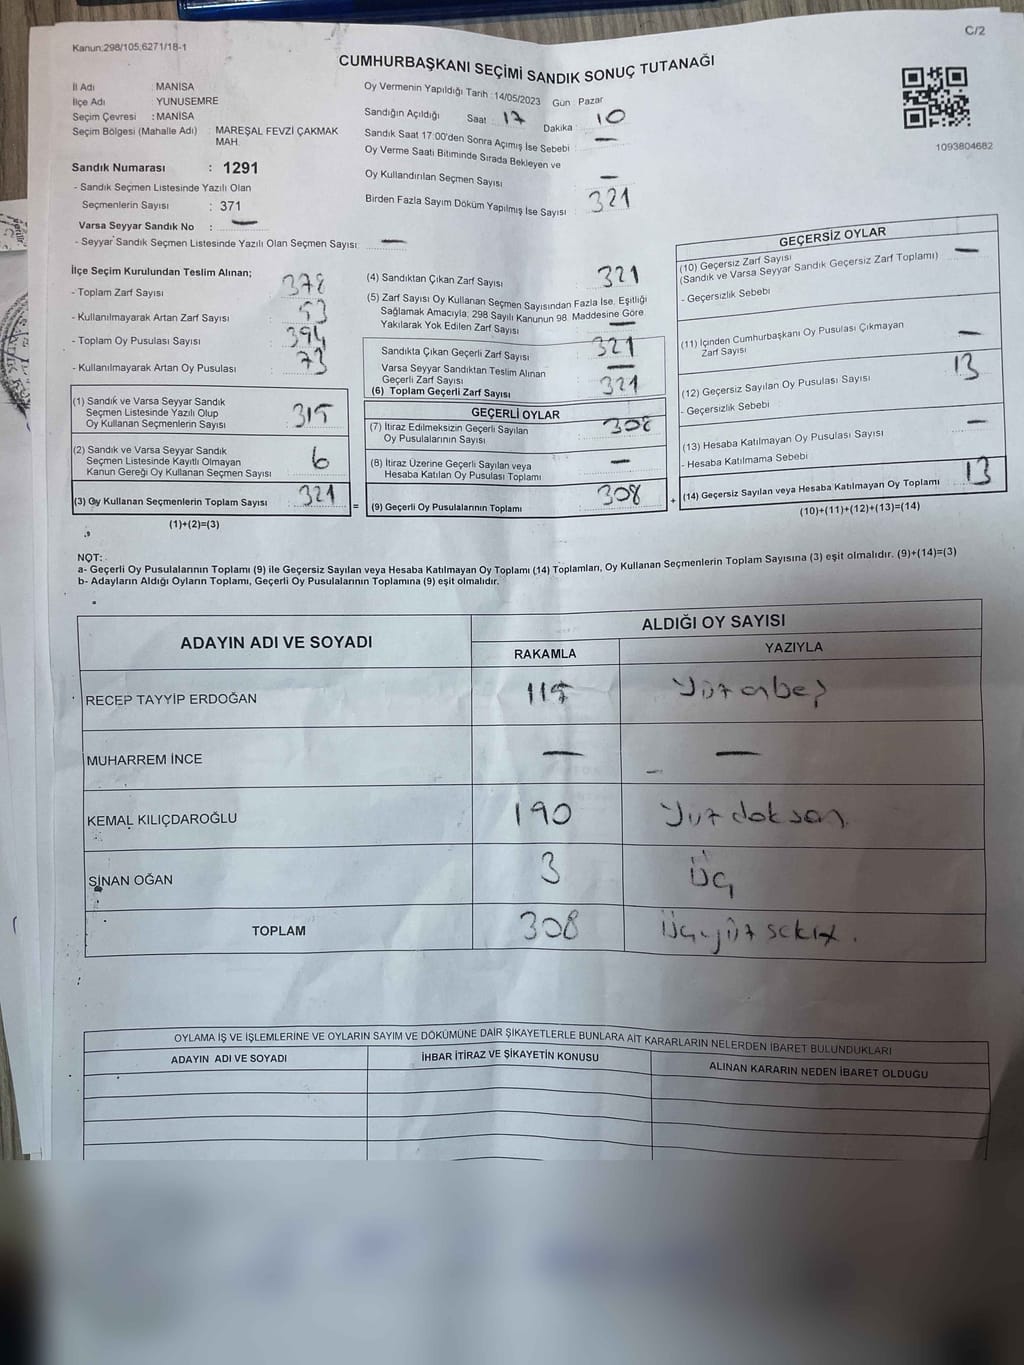 C/2
Kanun:298/105,6271/18-1
CUMHURBAŞKANI SEÇİMİ SANDIK SONUÇ TUTANAĞI
İl Adı : MANİSA
İlçe Adı YUNUSEMRE
Seçim Çevresi : MANİSA
Seçim Bölgesi (Mahalle Adı) : MAREŞAL FEVZİ ÇAKMAK MAH.
Sandık Numarası : 1291
- Sandık Seçmen Listesinde Yazılı Olan
Seçmenlerin Sayısı : 371
Varsa Seyyar Sandık No : —
- Seyyar Sandık Seçmen Listesinde Yazılı Olan Seçmen Sayısı: —
Oy Vermenin Yapıldığı Tarih : 14/05/2023 Gün : Pazar
Sandığın Açıldığı Saat : 17 Dakika : 10
Sandık Saat 17:00'den Sonra Açmış İse Sebebi : —
Oy Verme Saati Bitiminde Sırada Bekleyen ve
Oy Kullandırılan Seçmen Sayısı —
Birden Fazla Sayım Döküm Yapılmış İse Sayısı : 321
1093804682
İlçe Seçim Kurulundan Teslim Alınan;
- Toplam Zarf Sayısı : 378
- Kullanılmayarak Artan Zarf Sayısı : 53
- Toplam Oy Pusulası Sayısı : 394
- Kullanılmayarak Artan Oy Pusulası : 73
(1) Sandık ve Varsa Seyyar Sandık
Seçmen Listesinde Yazılı Olup
Oy Kullanan Seçmenlerin Sayısı : 315
(2) Sandık ve Varsa Seyyar Sandık
Seçmen Listesinde Kayıtlı Olmayan
Kanun Gereği Oy Kullanan Seçmen Sayısı : 6
(3) Oy Kullanan Seçmenlerin Toplam Sayısı : 321
(1)+(2)=(3)
(4) Sandıktan Çıkan Zarf Sayısı : 321
(5) Zarf Sayısı Oy Kullanan Seçmen Sayısından Fazla İse, Eşitliği
Sağlamak Amacıyla, 298 Sayılı Kanunun 98. Maddesine Göre
Yakılarak Yok Edilen Zarf Sayısı : —
Sandıkta Çıkan Geçerli Zarf Sayısı : 321
Varsa Seyyar Sandıktan Teslim Alınan
Geçerli Zarf Sayısı : —
(6) Toplam Geçerli Zarf Sayısı : 321
GEÇERLİ OYLAR
(7) İtiraz Edilmeksizin Geçerli Sayılan
Oy Pusulalarının Sayısı : 308
(8) İtiraz Üzerine Geçerli Sayılan veya
Hesaba Katılan Oy Pusulası Toplamı : —
= (9) Geçerli Oy Pusulalarının Toplamı : 308 +
GEÇERSİZ OYLAR
(10) Geçersiz Zarf Sayısı : —
(Sandık ve Varsa Seyyar Sandık Geçersiz Zarf Toplamı)
- Geçersizlik Sebebi
(11) İçinden Cumhurbaşkanı Oy Pusulası Çıkmayan
Zarf Sayısı : —
(12) Geçersiz Sayılan Oy Pusulası Sayısı : 13
- Geçersizlik Sebebi :
(13) Hesaba Katılmayan Oy Pusulası Sayısı : —
- Hesaba Katılmama Sebebi
(14) Geçersiz Sayılan veya Hesaba Katılmayan Oy Toplamı : 13
(10)+(11)+(12)+(13)=(14)
NOT:
a- Geçerli Oy Pusulalarının Toplamı (9) ile Geçersiz Sayılan veya Hesaba Katılmayan Oy Toplamı (14) Toplamları, Oy Kullanan Seçmenlerin Toplam Sayısına (3) eşit olmalıdır. (9)+(14)=(3)
b- Adayların Aldığı Oyların Toplamı, Geçerli Oy Pusulalarının Toplamına (9) eşit olmalıdır.
ADAYIN ADI VE SOYADI ALDIĞI OY SAYISI
RAKAMLA YAZIYLA
RECEP TAYYİP ERDOĞAN 115 Yüzonbeş
MUHARREM İNCE — —
KEMAL KILIÇDAROĞLU 190 Yüzdoksan
SİNAN OĞAN 3 Üç
TOPLAM 308 Üçyüz sekiz.
OYLAMA İŞ VE İŞLEMLERİNE VE OYLARIN SAYIM VE DÖKÜMÜNE DAİR ŞİKAYETLERLE BUNLARA AİT KARARLARIN NELERDEN İBARET BULUNDUKLARI
ADAYIN ADI VE SOYADI İHBAR İTİRAZ VE ŞİKAYETİN KONUSU ALINAN KARARIN NEDEN İBARET OLDUĞU